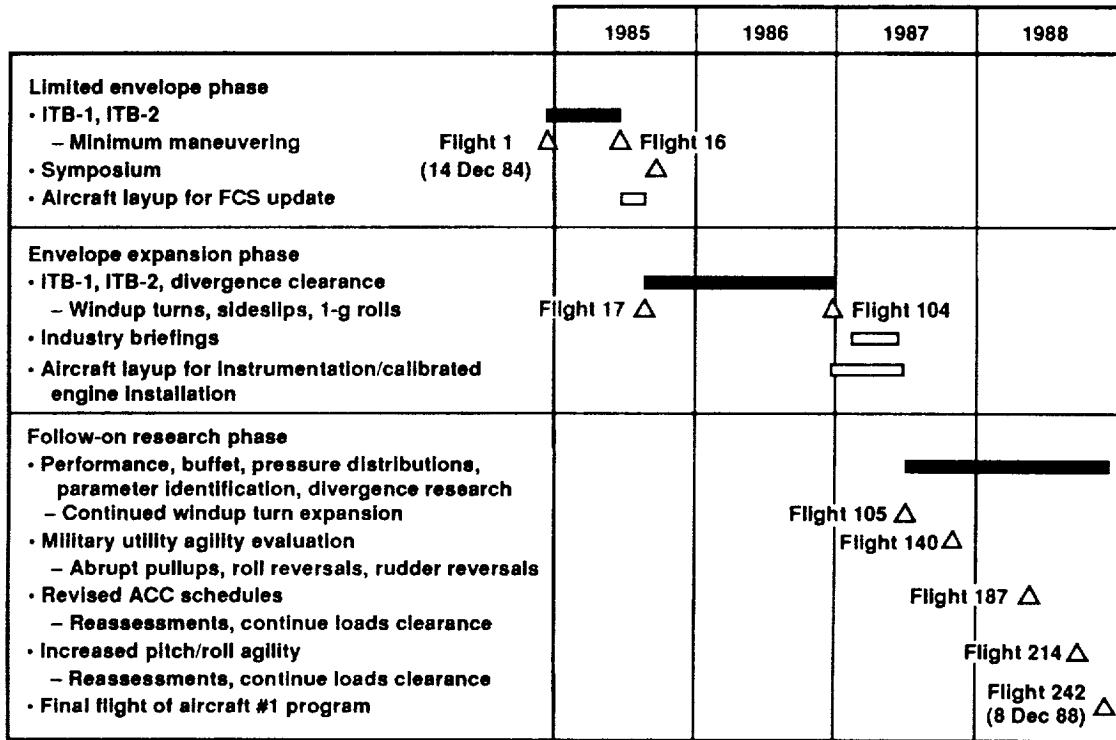 1985 1986 1987 1988
Limited envelope phase
• ITB-1, ITB-2
– Minimum maneuvering Flight 1 Flight 16
• Symposium (14 Dec 84)
• Aircraft layup for FCS update
Envelope expansion phase
• ITB-1, ITB-2, divergence clearance
– Windup turns, sideslips, 1-g rolls Flight 17 Flight 104
• Industry briefings
• Aircraft layup for instrumentation/calibrated
engine installation
Follow-on research phase
• Performance, buffet, pressure distributions,
parameter identification, divergence research
– Continued windup turn expansion Flight 105
• Military utility agility evaluation Flight 140
– Abrupt pullups, roll reversals, rudder reversals
• Revised ACC schedules Flight 187
– Reassessments, continue loads clearance
• Increased pitch/roll agility Flight 214
– Reassessments, continue loads clearance
• Final flight of aircraft #1 program Flight 242
(8 Dec 88)